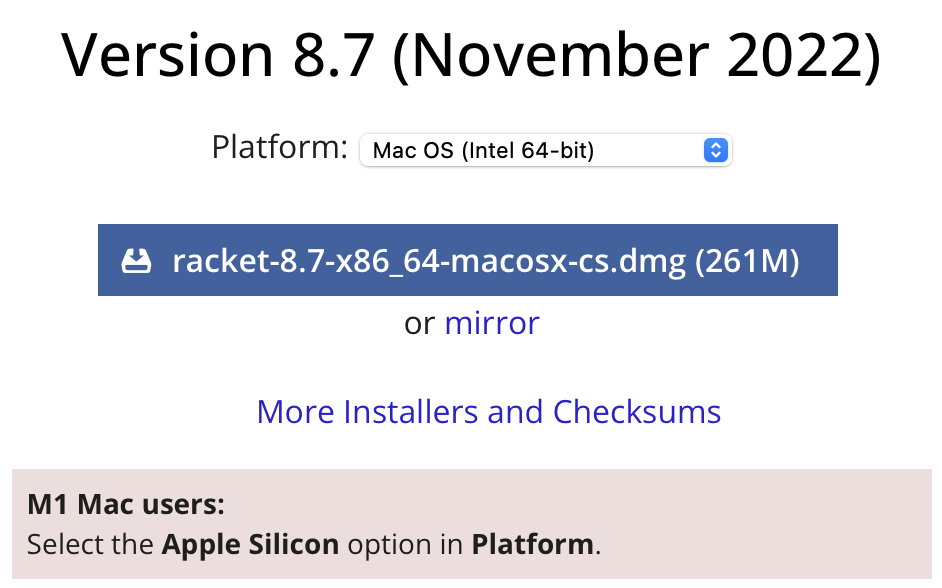 Version 8.7 (November 2022)
Platform: Mac OS (Intel 64-bit)
racket-8.7-x86_64-macosx-cs.dmg (261M)
or mirror
More Installers and Checksums
M1 Mac users:
Select the Apple Silicon option in Platform.